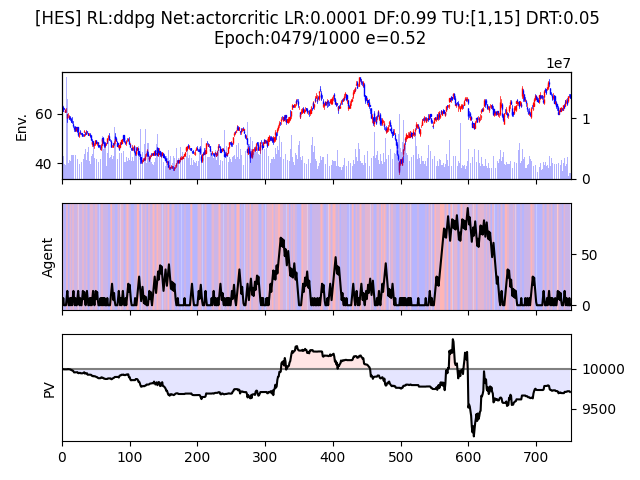 [HES] RL:ddpg Net:actorcritic LR:0.0001 DF:0.99 TU:[1,15] DRT:0.05
Epoch:0479/1000 e=0.52
1e7
Env.
60
40
1
0
Agent
50
0
PV
10000
9500
0 100 200 300 400 500 600 700